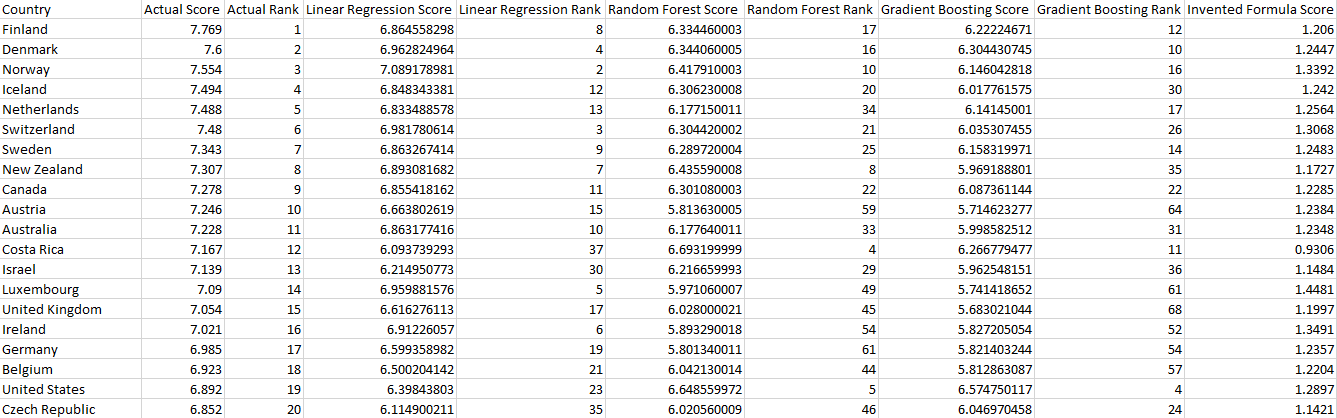 Country Actual Score Actual Rank Linear Regression Score Linear Regression Rank Random Forest Score Random Forest Rank Gradient Boosting Score Gradient Boosting Rank Invented Formula Score
Finland 7.769 1 6.864558298 8 6.334460003 17 6.22224671 12 1.206
Denmark 7.6 2 6.962824964 4 6.344060005 16 6.304430745 10 1.2447
Norway 7.554 3 7.089178981 2 6.417910003 10 6.146042818 16 1.3392
Iceland 7.494 4 6.848343381 12 6.306230008 20 6.017761575 30 1.242
Netherlands 7.488 5 6.833488578 13 6.177150011 34 6.14145001 17 1.2564
Switzerland 7.48 6 6.981780614 3 6.304420002 21 6.035307455 26 1.3068
Sweden 7.343 7 6.863267414 9 6.289720004 25 6.158319971 14 1.2483
New Zealand 7.307 8 6.893081682 7 6.435590008 8 5.969188801 35 1.1727
Canada 7.278 9 6.855418162 11 6.301080003 22 6.087361144 22 1.2285
Austria 7.246 10 6.663802619 15 5.813630005 59 5.714623277 64 1.2384
Australia 7.228 11 6.863177416 10 6.177640011 33 5.998582512 31 1.2348
Costa Rica 7.167 12 6.093739293 37 6.693199999 4 6.266779477 11 0.9306
Israel 7.139 13 6.214950773 30 6.216659993 29 5.962548151 36 1.1484
Luxembourg 7.09 14 6.959881576 5 5.971060007 49 5.741418652 61 1.4481
United Kingdom 7.054 15 6.616276113 17 6.028000021 45 5.683021044 68 1.1997
Ireland 7.021 16 6.91226057 6 5.893290018 54 5.827205054 52 1.3491
Germany 6.985 17 6.599358982 19 5.801340011 61 5.821403244 54 1.2357
Belgium 6.923 18 6.500204142 21 6.042130014 44 5.812863087 57 1.2204
United States 6.892 19 6.39843803 23 6.648559972 5 6.574750117 4 1.2897
Czech Republic 6.852 20 6.114900211 35 6.020560009 46 6.046970458 24 1.1421